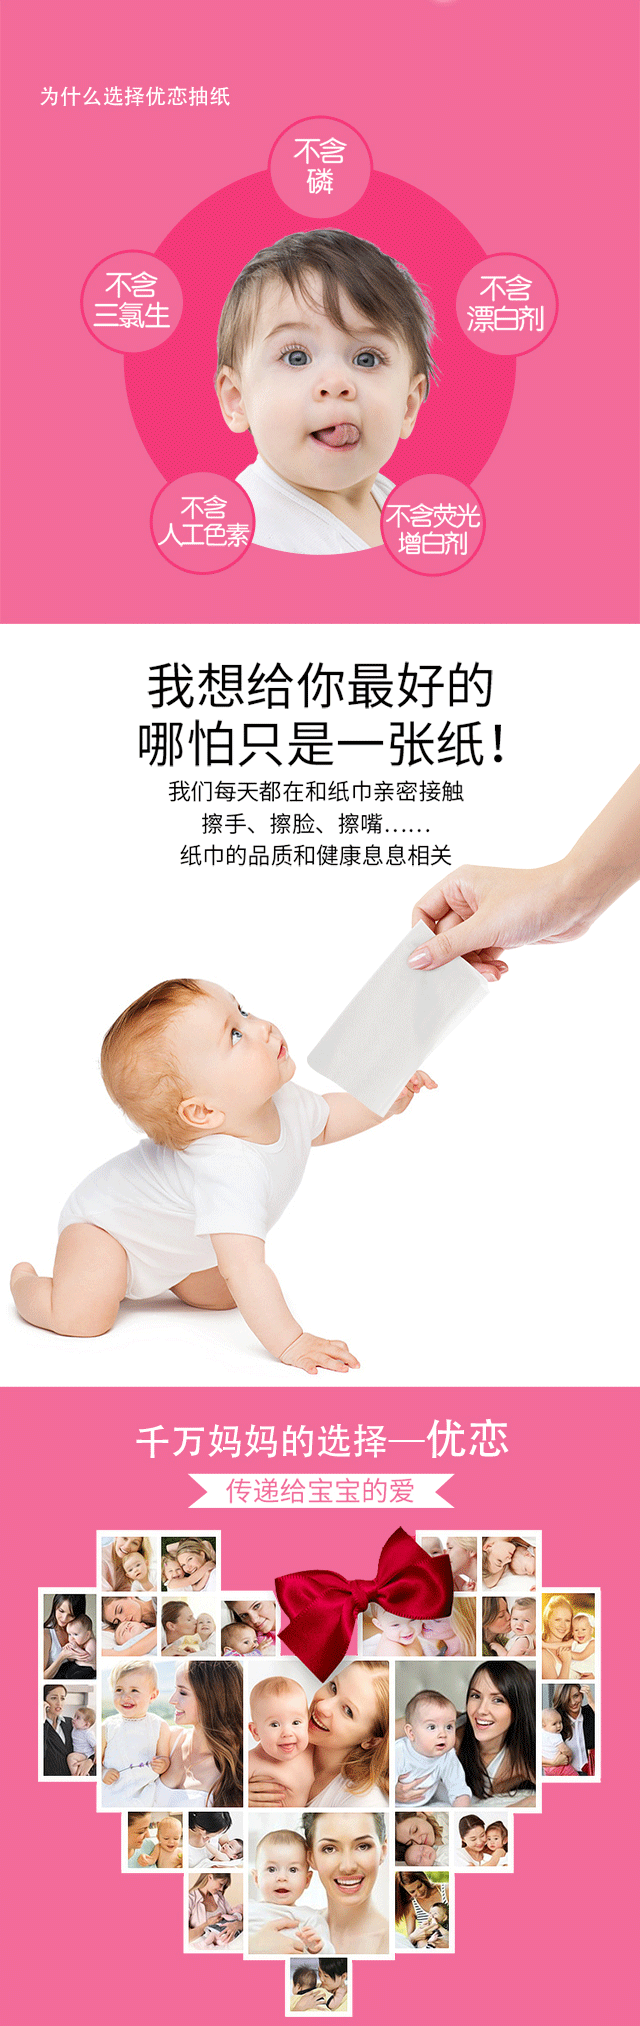 为什么选择优恋抽纸
不含
磷
不含
三氯生
不含
漂白剂
不含
人工色素
不含荧光
增白剂
我想给你最好的
哪怕只是一张纸！
我们每天都在和纸巾亲密接触
擦手、擦脸、擦嘴……
纸巾的品质和健康息息相关
千万妈妈的选择—优恋
传递给宝宝的爱